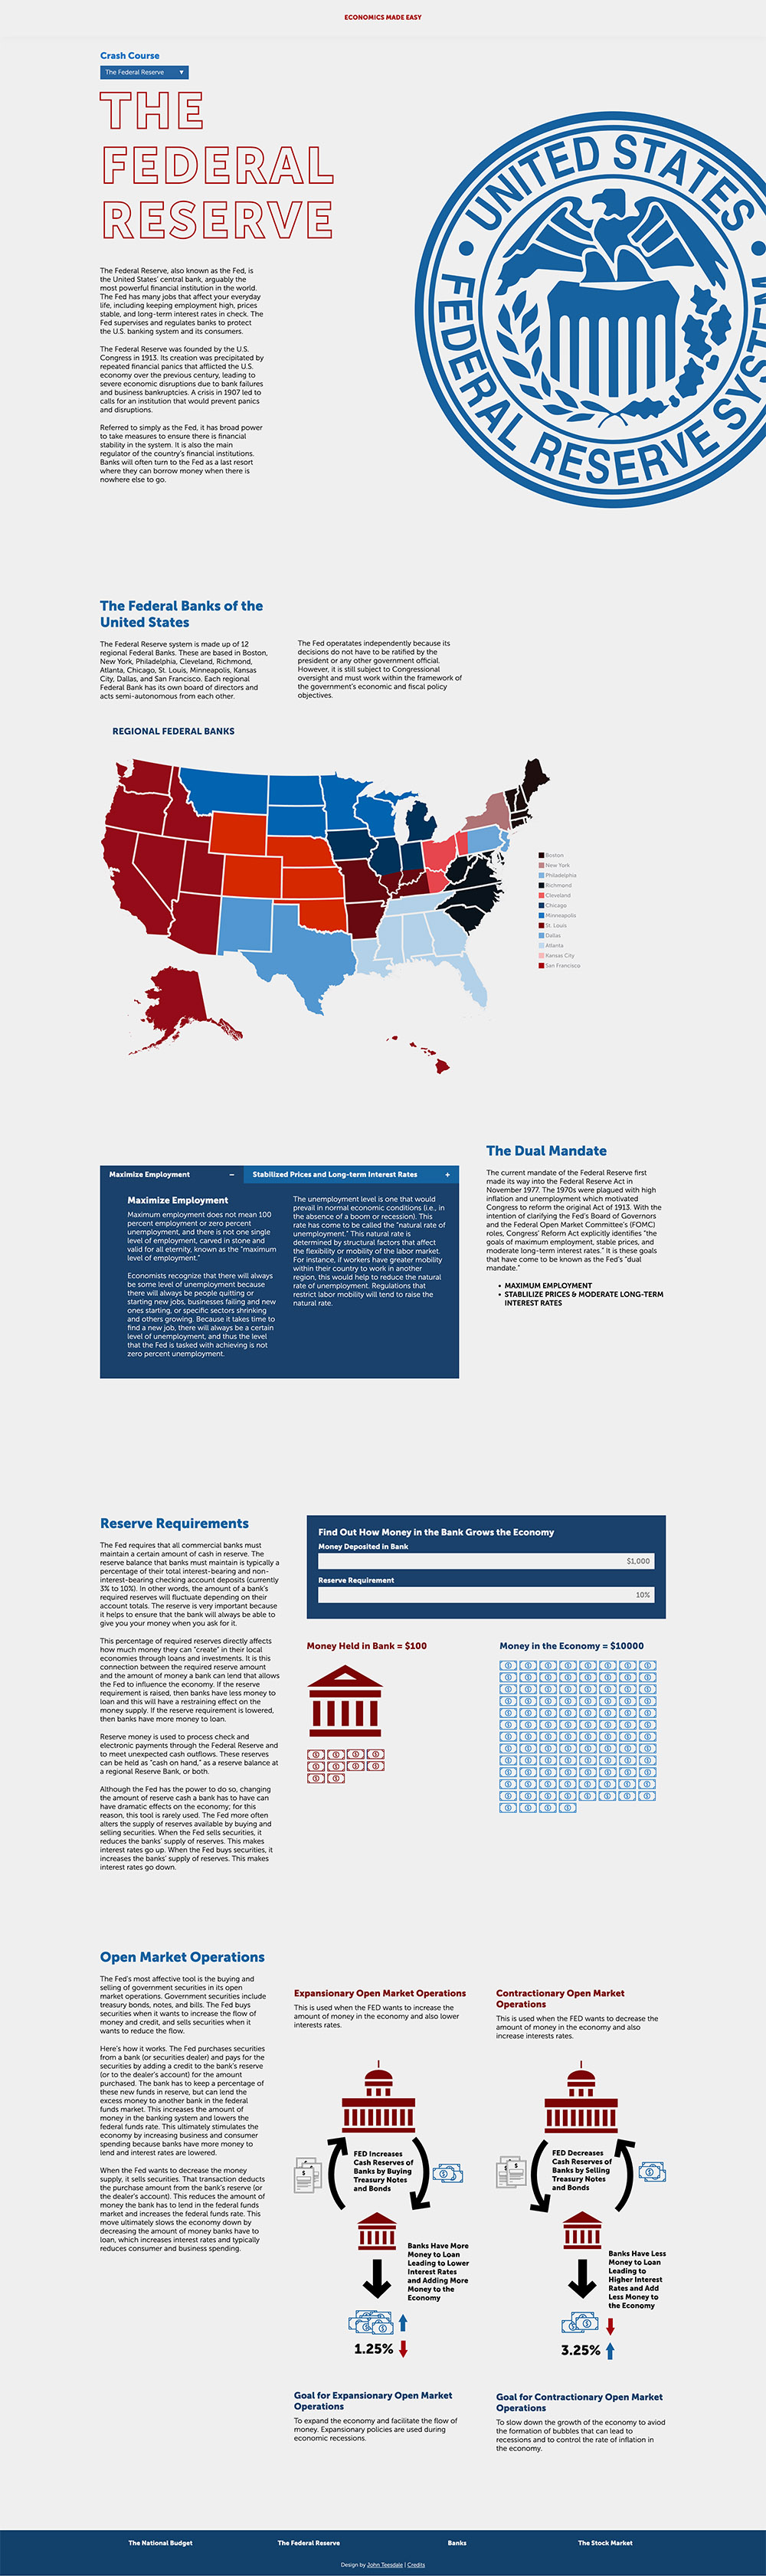 ECONOMICS MADE EASY
Crash Course
The Federal Reserve ▼
THE
FEDERAL
RESERVE
UNITED STATES
FEDERAL RESERVE SYSTEM
The Federal Reserve, also known as the Fed, is
the United States' central bank, arguably the
most powerful financial institution in the world.
The Fed has many jobs that affect your everyday
life, including keeping employment high, prices
stable, and long-term interest rates in check. The
Fed supervises and regulates banks to protect
the U.S. banking system and its consumers.
The Federal Reserve was founded by the U.S.
Congress in 1913. Its creation was precipitated by
repeated financial panics that afflicted the U.S.
economy over the previous century, leading to
severe economic disruptions due to bank failures
and business bankruptcies. A crisis in 1907 led to
calls for an institution that would prevent panics
and disruptions.
Referred to simply as the Fed, it has broad power
to take measures to ensure there is financial
stability in the system. It is also the main
regulator of the country's financial institutions.
Banks will often turn to the Fed as a last resort
where they can borrow money when there is
nowhere else to go.
The Federal Banks of the
United States
The Federal Reserve system is made up of 12
regional Federal Banks. These are based in Boston,
New York, Philadelphia, Cleveland, Richmond,
Atlanta, Chicago, St. Louis, Minneapolis, Kansas
City, Dallas, and San Francisco. Each regional
Federal Bank has its own board of directors and
acts semi-autonomous from each other.
The Fed operatates independently because its
decisions do not have to be ratified by the
president or any other government official.
However, it is still subject to Congressional
oversight and must work within the framework of
the government's economic and fiscal policy
objectives.
REGIONAL FEDERAL BANKS
Boston
New York
Philadelphia
Richmond
Cleveland
Chicago
Minneapolis
St. Louis
Dallas
Atlanta
Kansas City
San Francisco
Maximize Employment –
Stabilized Prices and Long-term Interest Rates +
Maximize Employment
Maximum employment does not mean 100
percent employment or zero percent
unemployment, and there is not one single
level of employment, carved in stone and
valid for all eternity, known as the "maximum
level of employment."
Economists recognize that there will always
be some level of unemployment because
there will always be people quitting or
starting new jobs, businesses failing and new
ones starting, or specific sectors shrinking
and others growing. Because it takes time to
find a new job, there will always be a certain
level of unemployment, and thus the level
that the Fed is tasked with achieving is not
zero percent unemployment.
The unemployment level is one that would
prevail in normal economic conditions (i.e., in
the absence of a boom or recession). This
rate has come to be called the "natural rate of
unemployment." This natural rate is
determined by structural factors that affect
the flexibility or mobility of the labor market.
For instance, if workers have greater mobility
within their country to work in another
region, this would help to reduce the natural
rate of unemployment. Regulations that
restrict labor mobility will tend to raise the
natural rate.
The Dual Mandate
The current mandate of the Federal Reserve first
made its way into the Federal Reserve Act in
November 1977. The 1970s were plagued with high
inflation and unemployment which motivated
Congress to reform the original Act of 1913. With the
intention of clarifying the Fed's Board of Governors
and the Federal Open Market Committee's (FOMC)
roles, Congress' Reform Act explicitly identifies "the
goals of maximum employment, stable prices, and
moderate long-term interest rates." It is these goals
that have come to be known as the Fed's "dual
mandate."
• MAXIMUM EMPLOYMENT
• STABLILIZE PRICES & MODERATE LONG-TERM
INTEREST RATES
Reserve Requirements
The Fed requires that all commercial banks must
maintain a certain amount of cash in reserve. The
reserve balance that banks must maintain is typically a
percentage of their total interest-bearing and non-
interest-bearing checking account deposits (currently
3% to 10%). In other words, the amount of a bank's
required reserves will fluctuate depending on their
account totals. The reserve is very important because
it helps to ensure that the bank will always be able to
give you your money when you ask for it.
This percentage of required reserves directly affects
how much money they can "create" in their local
economies through loans and investments. It is this
connection between the required reserve amount
and the amount of money a bank can lend that allows
the Fed to influence the economy. If the reserve
requirement is raised, then banks have less money to
loan and this will have a restraining effect on the
money supply. If the reserve requirement is lowered,
then banks have more money to loan.
Reserve money is used to process check and
electronic payments through the Federal Reserve and
to meet unexpected cash outflows. These reserves
can be held as "cash on hand," as a reserve balance at
a regional Reserve Bank, or both.
Although the Fed has the power to do so, changing
the amount of reserve cash a bank has to have can
have dramatic effects on the economy; for this
reason, this tool is rarely used. The Fed more often
alters the supply of reserves available by buying and
selling securities. When the Fed sells securities, it
reduces the banks' supply of reserves. This makes
interest rates go up. When the Fed buys securities, it
increases the banks' supply of reserves. This makes
interest rates go down.
Find Out How Money in the Bank Grows the Economy
Money Deposited in Bank
$1,000
Reserve Requirement
10%
Money Held in Bank = $100
Money in the Economy = $10000
Open Market Operations
The Fed's most affective tool is the buying and
selling of government securities in its open
market operations. Government securities include
treasury bonds, notes, and bills. The Fed buys
securities when it wants to increase the flow of
money and credit, and sells securities when it
wants to reduce the flow.
Here's how it works. The Fed purchases securities
from a bank (or securities dealer) and pays for the
securities by adding a credit to the bank's reserve
(or to the dealer's account) for the amount
purchased. The bank has to keep a percentage of
these new funds in reserve, but can lend the
excess money to another bank in the federal
funds market. This increases the amount of
money in the banking system and lowers the
federal funds rate. This ultimately stimulates the
economy by increasing business and consumer
spending because banks have more money to
lend and interest rates are lowered.
When the Fed wants to decrease the money
supply, it sells securities. That transaction deducts
the purchase amount from the bank's reserve (or
the dealer's account). This reduces the amount of
money the bank has to lend in the federal funds
market and increases the federal funds rate. This
move ultimately slows the economy down by
decreasing the amount of money banks have to
loan, which increases interest rates and typically
reduces consumer and business spending.
Expansionary Open Market Operations
This is used when the FED wants to increase the
amount of money in the economy and also lower
interests rates.
FED Increases
Cash Reserves of
Banks by Buying
Treasury Notes
and Bonds
Banks Have More
Money to Loan
Leading to Lower
Interest Rates
and Adding More
Money to the
Economy
1.25%
Goal for Expansionary Open Market
Operations
To expand the economy and facilitate the flow of
money. Expansionary policies are used during
economic recessions.
Contractionary Open Market
Operations
This is used when the FED wants to decrease the
amount of money in the economy and also
increase interests rates.
FED Decreases
Cash Reserves of
Banks by Selling
Treasury Notes
and Bonds
Banks Have Less
Money to Loan
Leading to
Higher Interest
Rates and Add
Less Money to
the Economy
3.25%
Goal for Contractionary Open Market
Operations
To slow down the growth of the economy to aviod
the formation of bubbles that can lead to
recessions and to control the rate of inflation in
the economy.
The National Budget
The Federal Reserve
Banks
The Stock Market
Design by John Teesdale | Credits